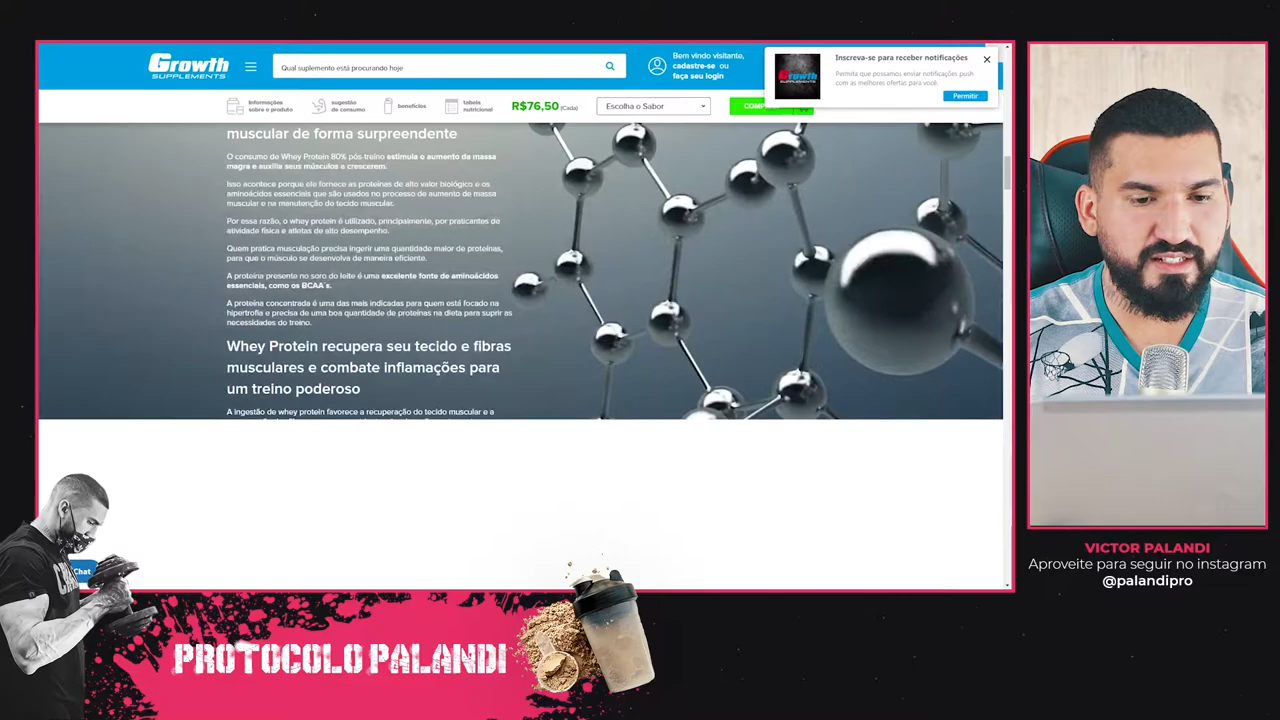 Growth
SUPPLEMENTS
Qual suplemento está procurando hoje
Bem vindo visitante,
cadastre-se ou
faça seu login
Growth
Inscreva-se para receber notificações
Permita que possamos enviar notificações push
com as melhores ofertas para você.
Permitir
Informações
sobre o produto
sugestão
de consumo
benefícios
tabela
nutricional
R$76,50 (Cada)
Escolha o Sabor
muscular de forma surpreendente
O consumo de Whey Protein 80% pós-treino estimula o aumento da massa
magra e auxilia seus músculos a crescerem.
Isso acontece porque ele fornece as proteínas de alto valor biológico e os
aminoácidos essenciais que são usados no processo de aumento de massa
muscular e na manutenção do tecido muscular.
Por essa razão, o whey protein é utilizado, principalmente, por praticantes de
atividade física e atletas de alto desempenho.
Quem pratica musculação precisa ingerir uma quantidade maior de proteínas,
para que o músculo se desenvolva de maneira eficiente.
A proteína presente no soro do leite é uma excelente fonte de aminoácidos
essenciais, como os BCAA´s.
A proteína concentrada é uma das mais indicadas para quem está focado na
hipertrofia e precisa de uma boa quantidade de proteínas na dieta para suprir as
necessidades do treino.
Whey Protein recupera seu tecido e fibras
musculares e combate inflamações para
um treino poderoso
A ingestão de whey protein favorece a recuperação do tecido muscular e a
Chat
PROTOCOLO PALANDI
VICTOR PALANDI
Aproveite para seguir no instagram
@palandipro